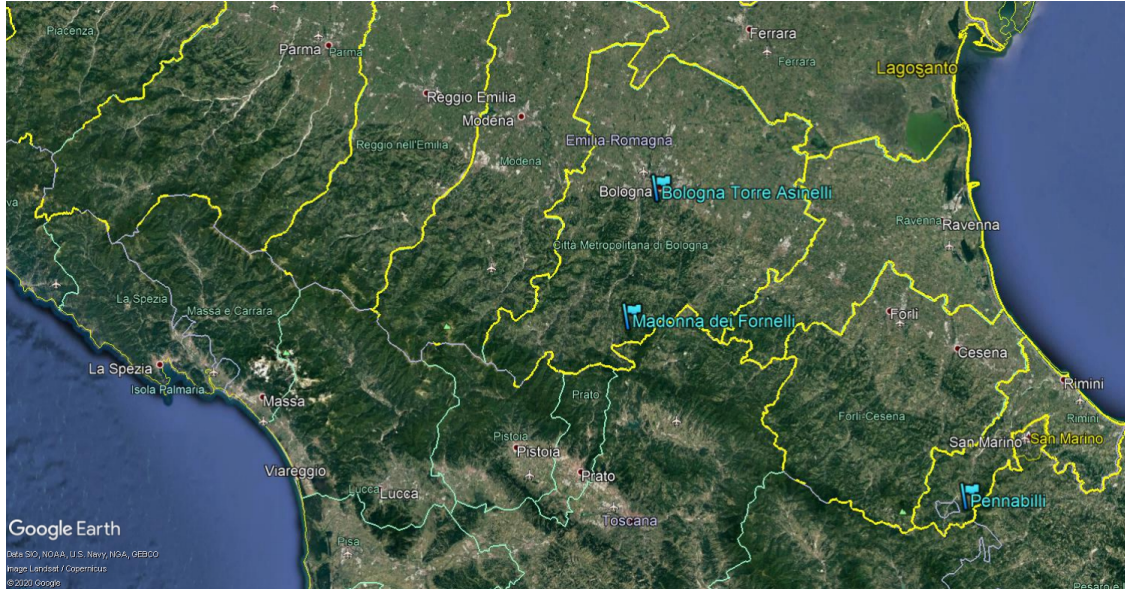 Piacenza
Parma
Parma
Ferrara
Ferrara
Lagosanto
Reggio Emilia
Modena
Emilia-Romagna
Reggio nell'Emilia
Modena
Bologna
Bologna Torre Asinelli
Ravenna
Ravenna
Città Metropolitana di Bologna
La Spezia
Massa e Carrara
Madonna dei Fornelli
Forlì
Cesena
La Spezia
Isola Palmaria
Massa
Prato
Rimini
Forlì-Cesena
Rimini
San Marino
San Marino
Pistoia
Pistoia
Viareggio
Prato
Lucca
Lucca
Pennabilli
Toscana
Google Earth
Pisa
Data SIO, NOAA, U.S. Navy, NGA, GEBCO
Image Landsat / Copernicus
© 2020 Google